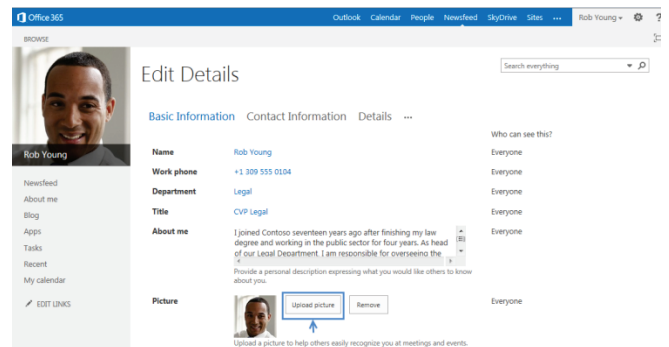 Office 365
Outlook Calendar People Newsfeed SkyDrive Sites ••• Rob Young ?
BROWSE
Edit Details
Search everything
Basic Information Contact Information Details •••
Who can see this?
Rob Young
Name Rob Young Everyone
Work phone +1 309 555 0104 Everyone
Newsfeed
Department Legal Everyone
About me
Title CVP Legal Everyone
Blog
About me I joined Contoso seventeen years ago after finishing my law Everyone
Apps
degree and working in the public sector for four years. As head
Tasks
of our Legal Department, I am responsible for overseeing the
Recent
Provide a personal description expressing what you would like others to know
My calendar
about you.
EDIT LINKS
Picture Upload picture Remove Everyone
Upload a picture to help others easily recognize you at meetings and events.